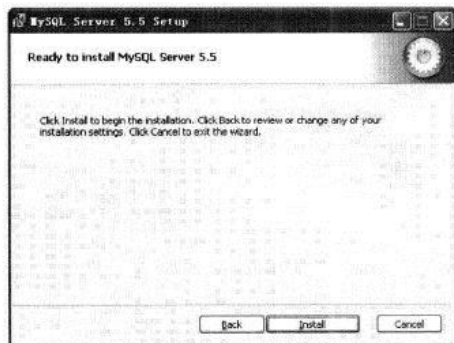 MySQL Server 5.5 Setup
Ready to install MySQL Server 5.5
Click Install to begin the installation. Click Back to review or change any of your
installation settings. Click Cancel to exit the wizard.
Back Install Cancel